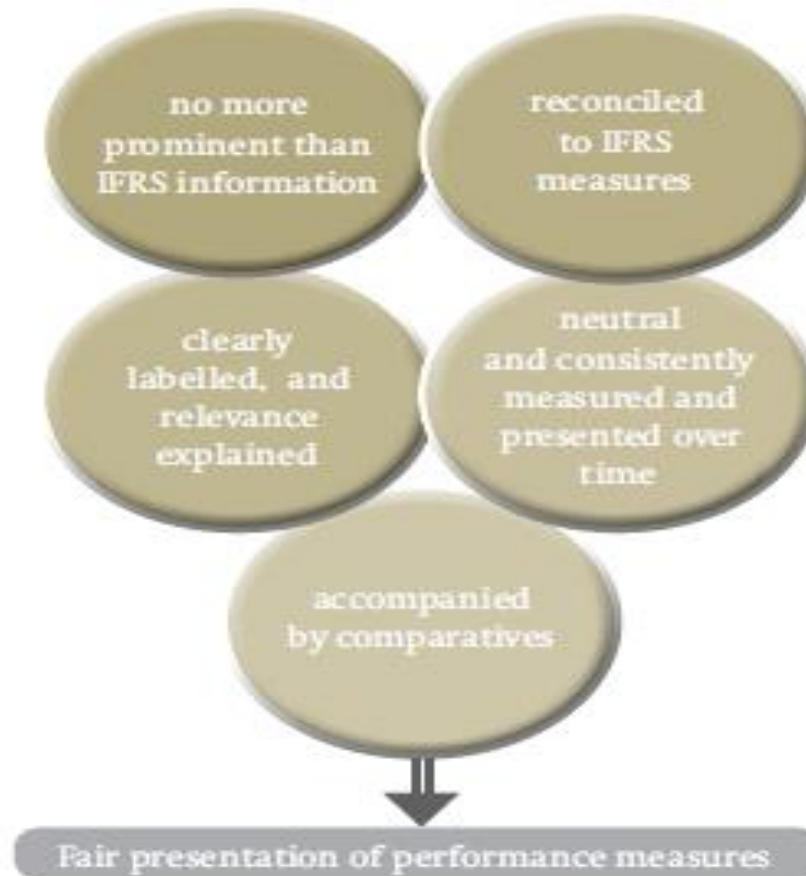 no more
prominent than
IFRS information
reconciled
to IFRS
measures
clearly
labelled, and
relevance
explained
neutral
and consistently
measured and
presented over
time
accompanied
by comparatives
Fair presentation of performance measures